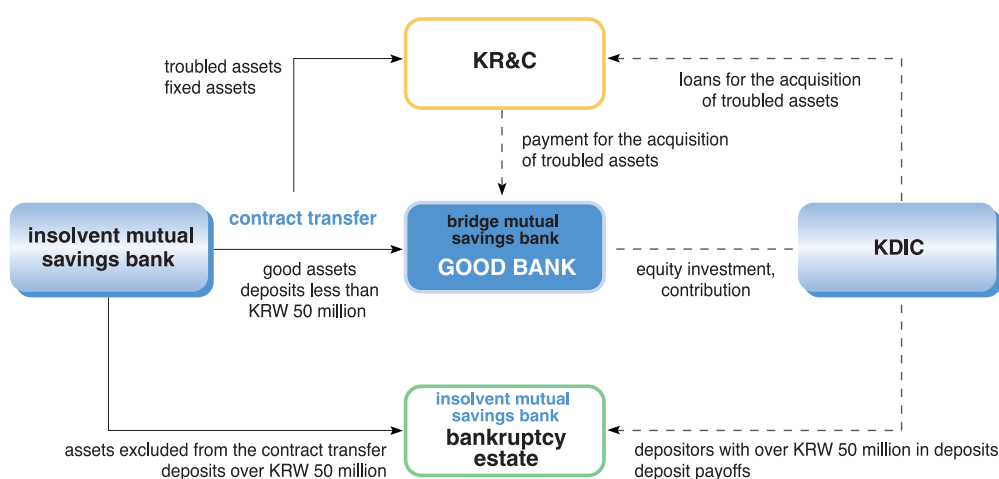 KR&C
troubled assets
fixed assets
loans for the acquisition
of troubled assets
payment for the acquisition
of troubled assets
contract transfer
insolvent mutual
savings bank
bridge mutual
savings bank
GOOD BANK
KDIC
good assets
deposits less than
KRW 50 million
equity investment,
contribution
insolvent mutual
savings bank
bankruptcy
estate
assets excluded from the contract transfer
deposits over KRW 50 million
depositors with over KRW 50 million in deposits
deposit payoffs